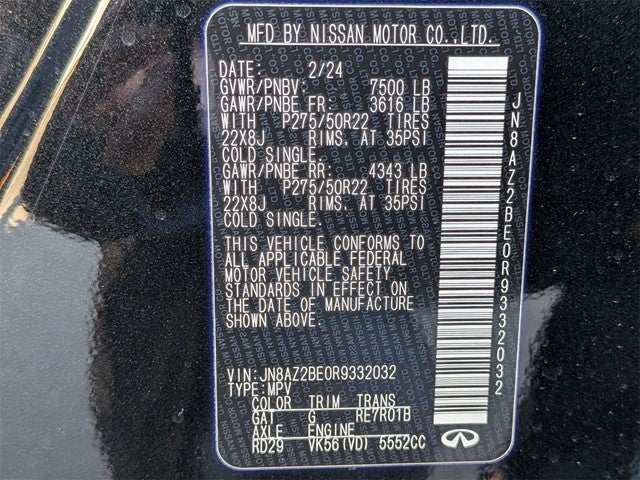 MFD BY NISSAN MOTOR CO.,LTD.
DATE: 2/24
GVWR/PNBV: 7500 LB
GAWR/PNBE FR: 3616 LB
WITH P275/50R22 TIRES
22X8J RIMS. AT 35PSI
COLD SINGLE.
GAWR/PNBE RR: 4343 LB
WITH P275/50R22 TIRES
22X8J RIMS. AT 35PSI
COLD SINGLE.
THIS VEHICLE CONFORMS TO
ALL APPLICABLE FEDERAL
MOTOR VEHICLE SAFETY
STANDARDS IN EFFECT ON
THE DATE OF MANUFACTURE
SHOWN ABOVE.
VIN: JN8AZ2BE0R9332032
TYPE: MPV
COLOR TRIM TRANS
GAT G RE7R01B
AXLE ENGINE
RD29 VK56(VD) 5552CC
INFINITI
JN8AZ2BE0R9332032